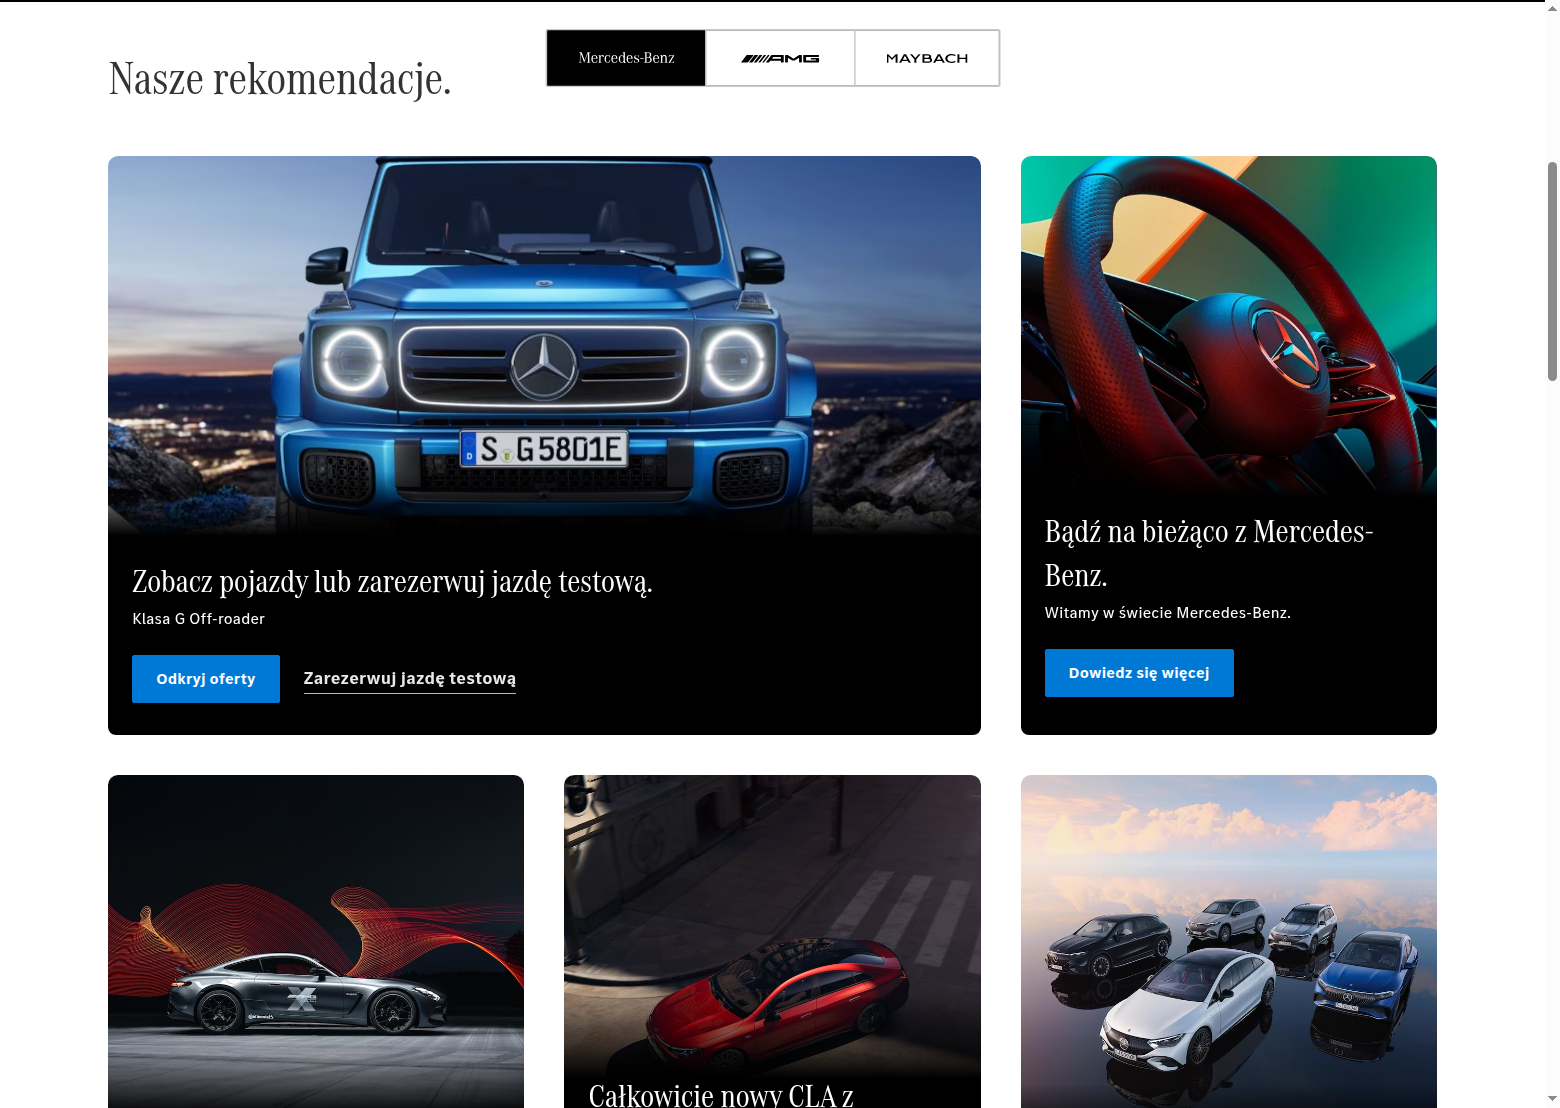 Nasze rekomendacje.
Mercedes-Benz
AMG
MAYBACH
S G 5801E
D
Zobacz pojazdy lub zarezerwuj jazdę testową.
Klasa G Off-roader
Odkryj oferty
Zarezerwuj jazdę testową
Bądź na bieżąco z Mercedes-
Benz.
Witamy w świecie Mercedes-Benz.
Dowiedz się więcej
Całkowicie nowy CLA z